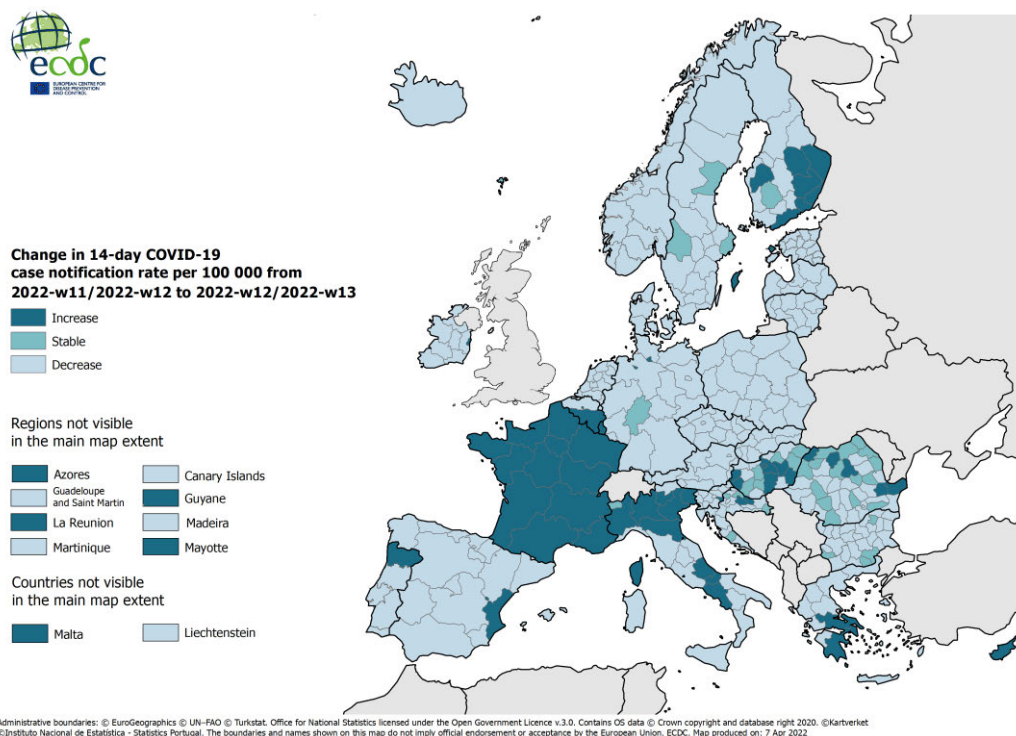 ecdc
EUROPEAN CENTRE FOR
DISEASE PREVENTION
AND CONTROL
Change in 14-day COVID-19
case notification rate per 100 000 from
2022-w11/2022-w12 to 2022-w12/2022-w13
Increase
Stable
Decrease
Regions not visible
in the main map extent
Azores
Canary Islands
Guadeloupe
and Saint Martin
Guyane
La Reunion
Madeira
Martinique
Mayotte
Countries not visible
in the main map extent
Malta
Liechtenstein
Administrative boundaries: © EuroGeographics © UN-FAO © Turkstat. Office for National Statistics licensed under the Open Government Licence v.3.0. Contains OS data © Crown copyright and database right 2020. ©Kartverket
©Instituto Nacional de Estatística - Statistics Portugal. The boundaries and names shown on this map do not imply official endorsement or acceptance by the European Union. ECDC. Map produced on: 7 Apr 2022